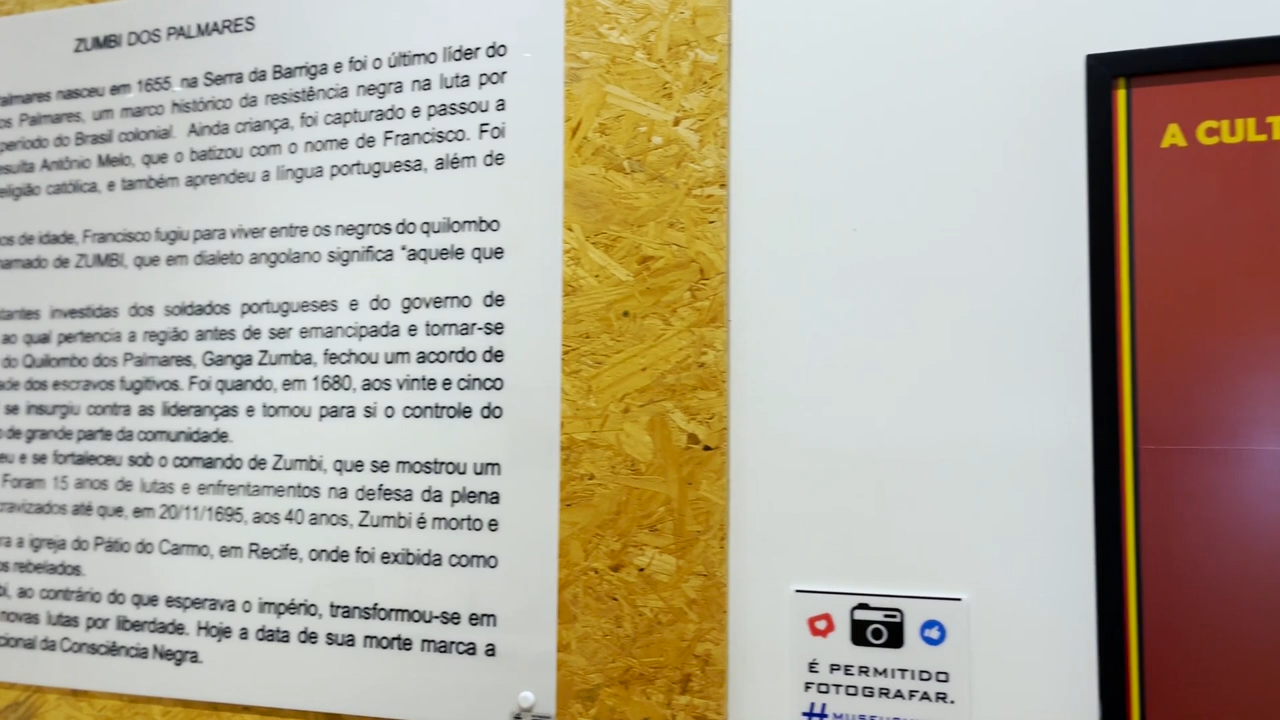 ZUMBI DOS PALMARES
almares nasceu em 1655, na Serra da Barriga e foi o último líder do
os Palmares, um marco histórico da resistência negra na luta por
período do Brasil colonial. Ainda criança, foi capturado e passou a
esuíta Antônio Melo, que o batizou com o nome de Francisco. Foi
eligião católica, e também aprendeu a língua portuguesa, além de
os de idade, Francisco fugiu para viver entre os negros do quilombo
hamado de ZUMBI, que em dialeto angolano significa "aquele que
tantes investidas dos soldados portugueses e do governo de
ao qual pertencia a região antes de ser emancipada e tornar-se
do Quilombo dos Palmares, Ganga Zumba, fechou um acordo de
ade dos escravos fugitivos. Foi quando, em 1680, aos vinte e cinco
se insurgiu contra as lideranças e tomou para si o controle do
o de grande parte da comunidade.
eu e se fortaleceu sob o comando de Zumbi, que se mostrou um
Foram 15 anos de lutas e enfrentamentos na defesa da plena
cravizados até que, em 20/11/1695, aos 40 anos, Zumbi é morto e
ra a igreja do Pátio do Carmo, em Recife, onde foi exibida como
os rebelados.
bi, ao contrário do que esperava o império, transformou-se em
novas lutas por liberdade. Hoje a data de sua morte marca a
cional da Consciência Negra.
A CULT
É PERMITIDO
FOTOGRAFAR.